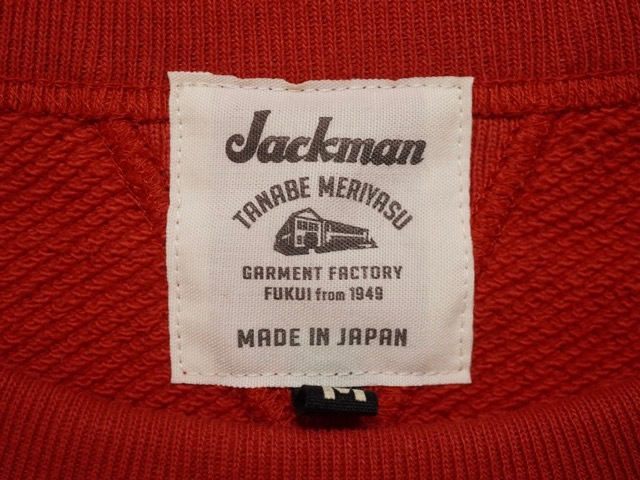 Jackman
TANABE MERIYASU
GARMENT FACTORY
FUKUI from 1949
MADE IN JAPAN
M